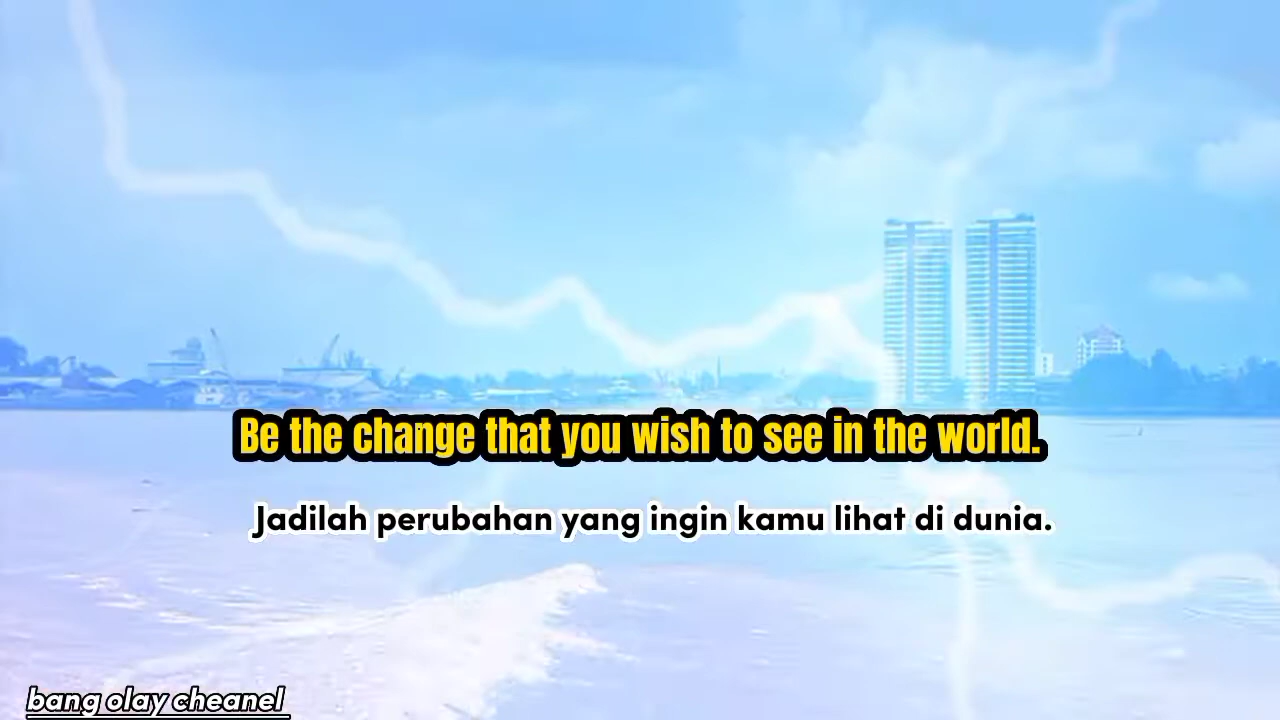 Be the change that you wish to see in the world.
Jadilah perubahan yang ingin kamu lihat di dunia.
bang olay cheanel